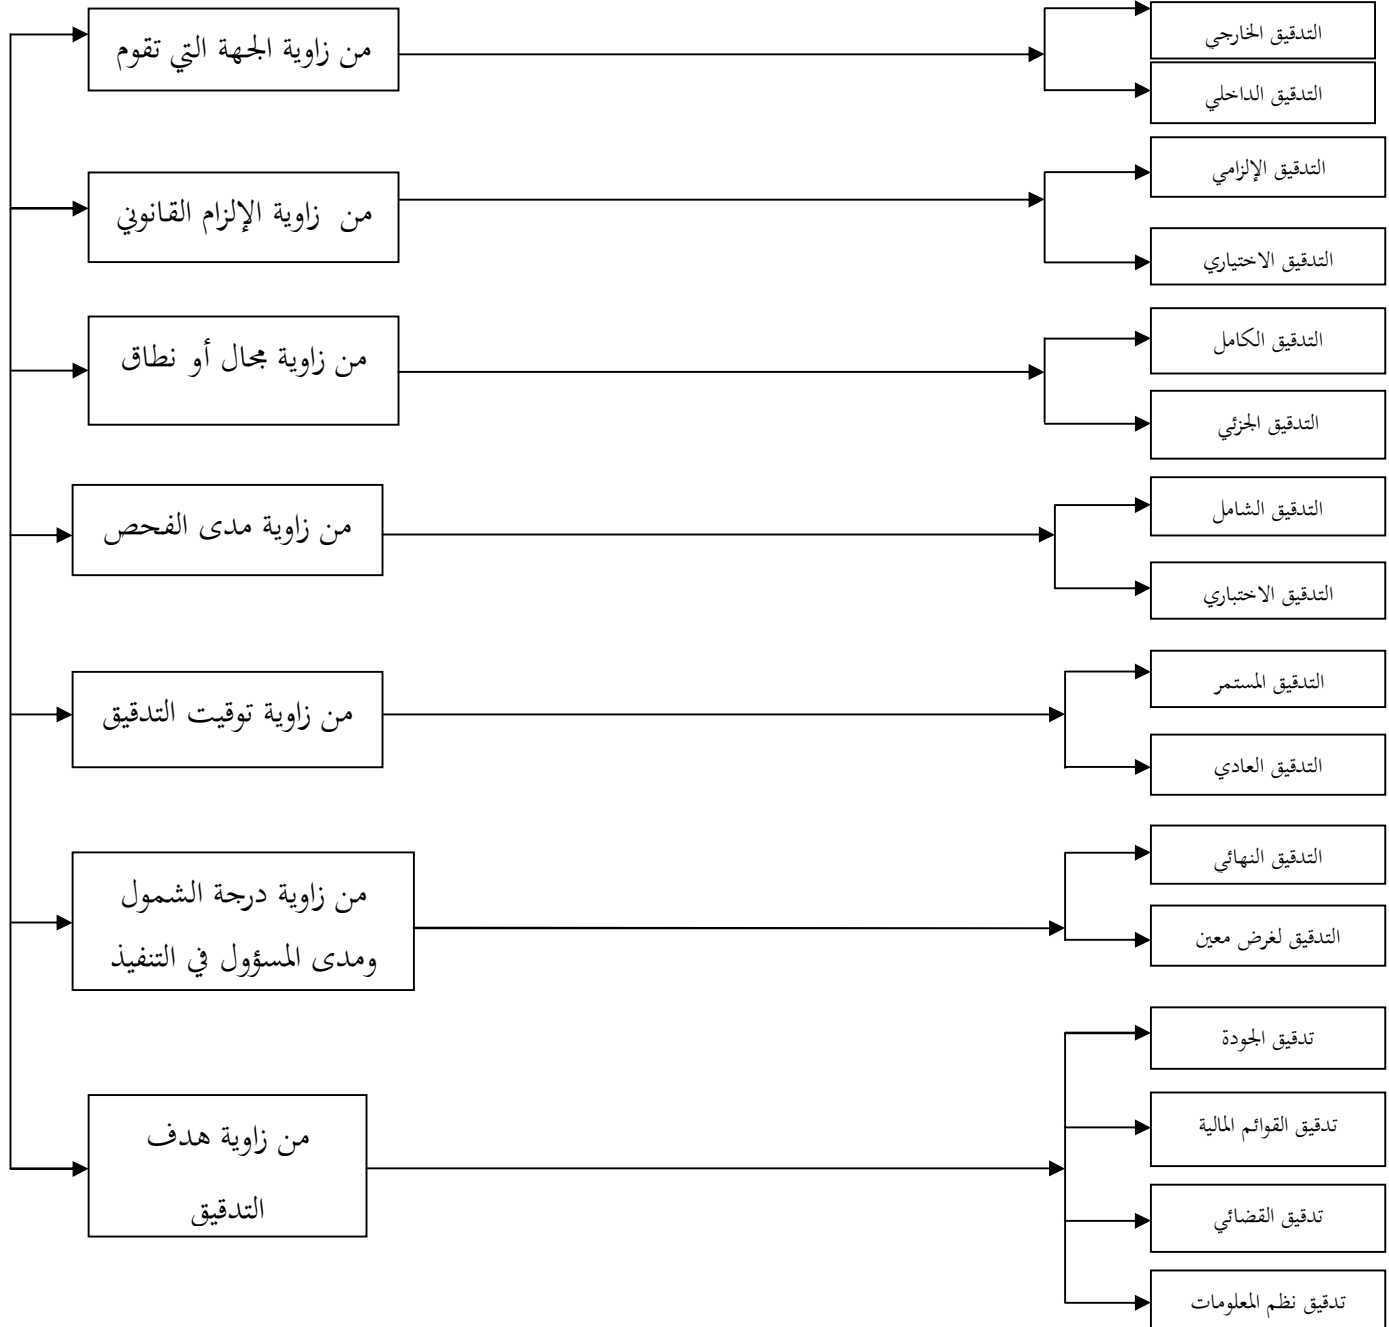 من زاوية الجهة التي تقوم
التدقيق الخارجي
التدقيق الداخلي
من زاوية الإلزام القانوني
التدقيق الإلزامي
التدقيق الاختياري
من زاوية مجال أو نطاق
التدقيق الكامل
التدقيق الجزئي
من زاوية مدى الفحص
التدقيق الشامل
التدقيق الاختباري
من زاوية توقيت التدقيق
التدقيق المستمر
التدقيق العادي
من زاوية درجة الشمول
ومدى المسؤول في التنفيذ
التدقيق النهائي
التدقيق لغرض معين
من زاوية هدف
التدقيق
تدقيق الجودة
تدقيق القوائم المالية
تدقيق القضائي
تدقيق نظم المعلومات